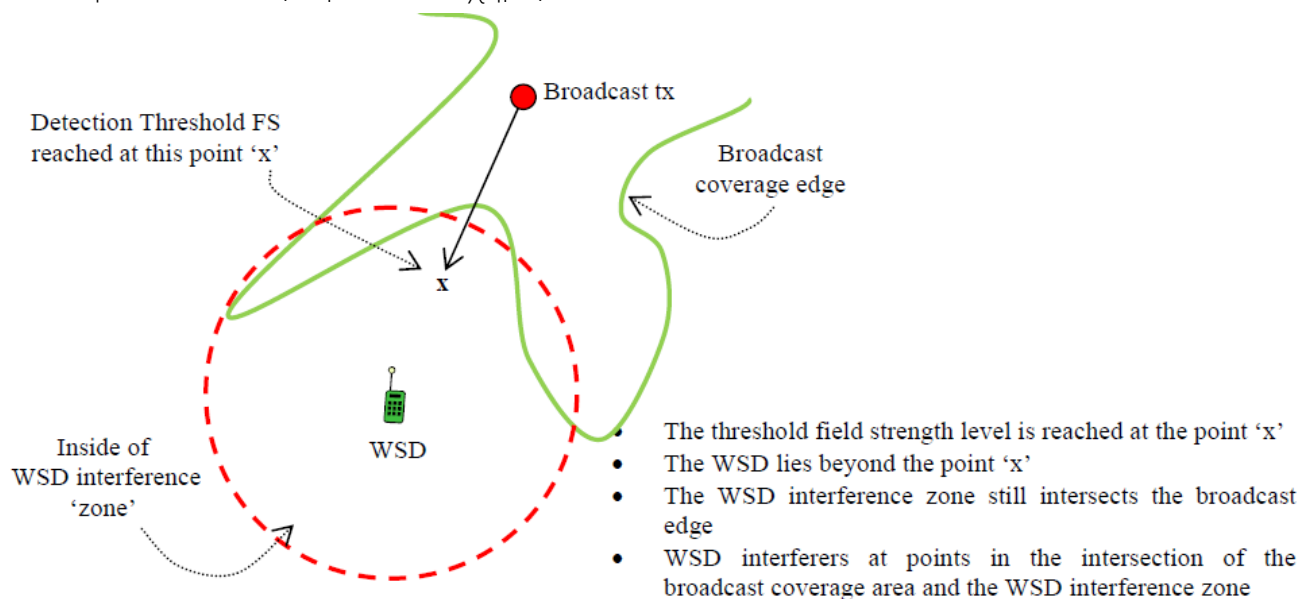 Broadcast tx
Detection Threshold FS
reached at this point ‘x’
Broadcast
coverage edge
x
WSD
Inside of
WSD interference
‘zone’
• The threshold field strength level is reached at the point ‘x’
• The WSD lies beyond the point ‘x’
• The WSD interference zone still intersects the broadcast
edge
• WSD interferers at points in the intersection of the
broadcast coverage area and the WSD interference zone